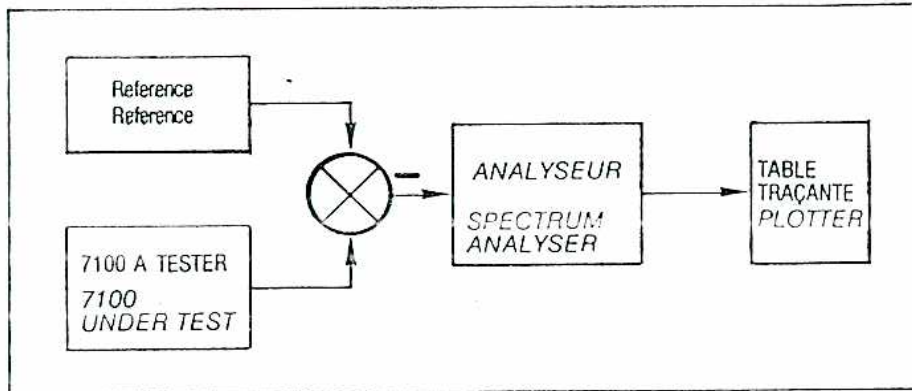 Reference
Reference
7100 A TESTER
7100
UNDER TEST
ANALYSEUR
SPECTRUM
ANALYSER
TABLE
TRAÇANTE
PLOTTER